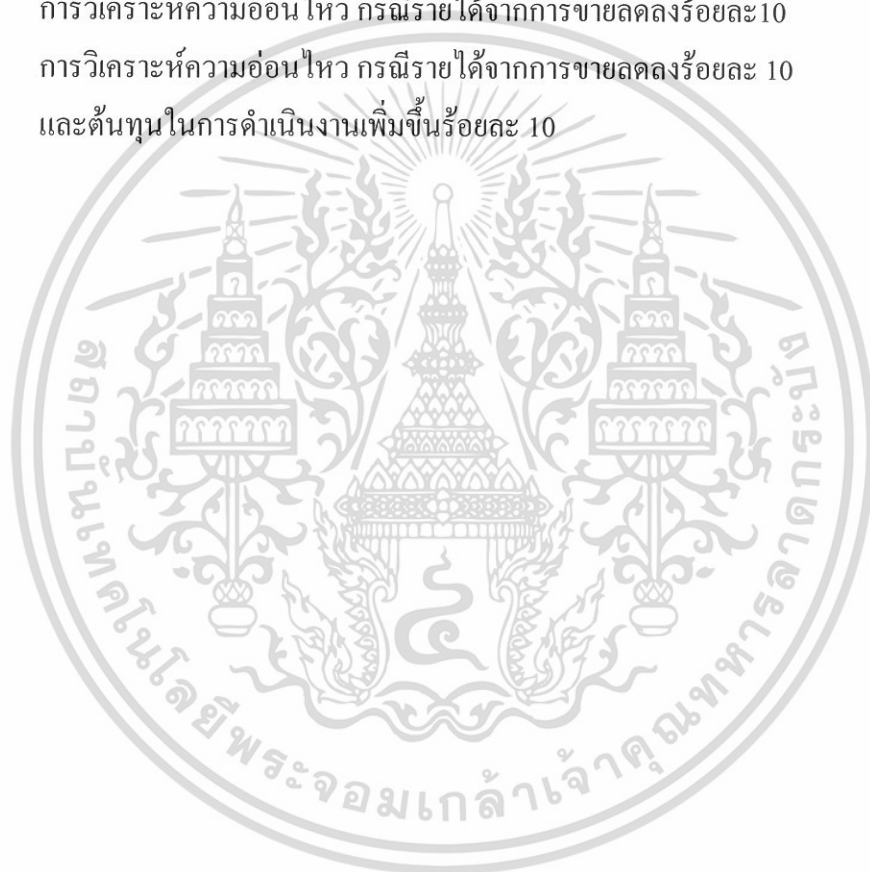 การวิเคราะห์ความอ่อนไหว กรณีรายได้จากการขายลดลงร้อยละ10
การวิเคราะห์ความอ่อนไหว กรณีรายได้จากการขายลดลงร้อยละ 10
และต้นทุนในการดำเนินงานเพิ่มขึ้นร้อยละ 10
สถาบันเทคโนโลยีพระจอมเกล้าเจ้าคุณทหารลาดกระบัง